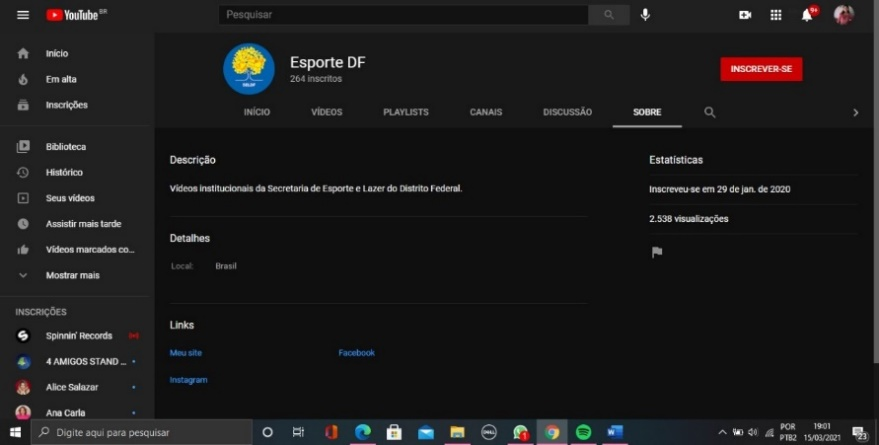 YouTube BR
Pesquisar
9+
Início
Em alta
Inscrições
Biblioteca
Histórico
Seus vídeos
Assistir mais tarde
Vídeos marcados co...
Mostrar mais
INSCRIÇÕES
Spinnin' Records
4 AMIGOS STAND ...
Alice Salazar
Ana Carla
Esporte DF
264 inscritos
INSCREVER-SE
INÍCIO VÍDEOS PLAYLISTS CANAIS DISCUSSÃO SOBRE
Descrição
Vídeos institucionais da Secretaria de Esporte e Lazer do Distrito Federal.
Detalhes
Local: Brasil
Links
Meu site Facebook
Instagram
Estatísticas
Inscreveu-se em 29 de jan. de 2020
2.538 visualizações
Digite aqui para pesquisar
DELL
POR 19:01
PTB2 15/03/2021
23